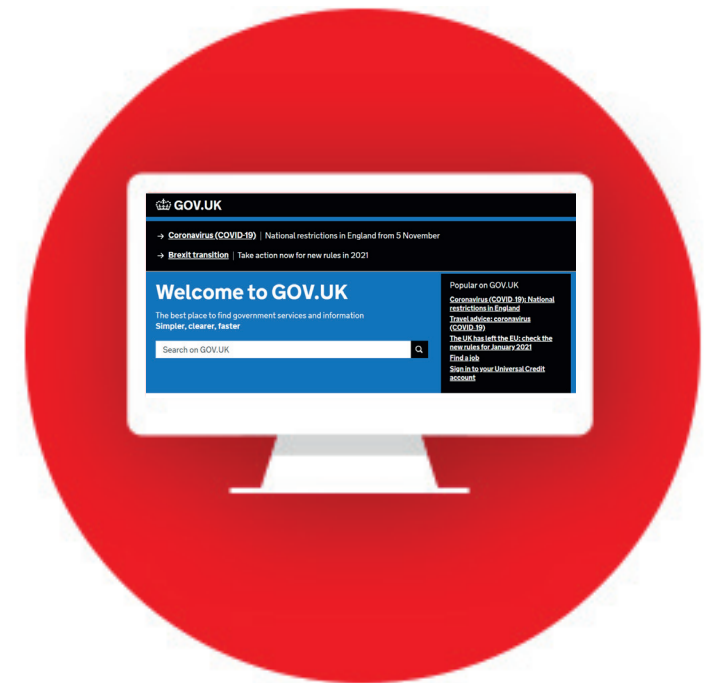 GOV.UK
→ Coronavirus (COVID-19) | National restrictions in England from 5 November
→ Brexit transition | Take action now for new rules in 2021
Welcome to GOV.UK
The best place to find government services and information
Simpler, clearer, faster
Search on GOV.UK
Popular on GOV.UK
Coronavirus (COVID-19): National
restrictions in England
Travel advice: coronavirus
(COVID-19)
The UK has left the EU: check the
new rules for January 2021
Find a job
Sign in to your Universal Credit
account